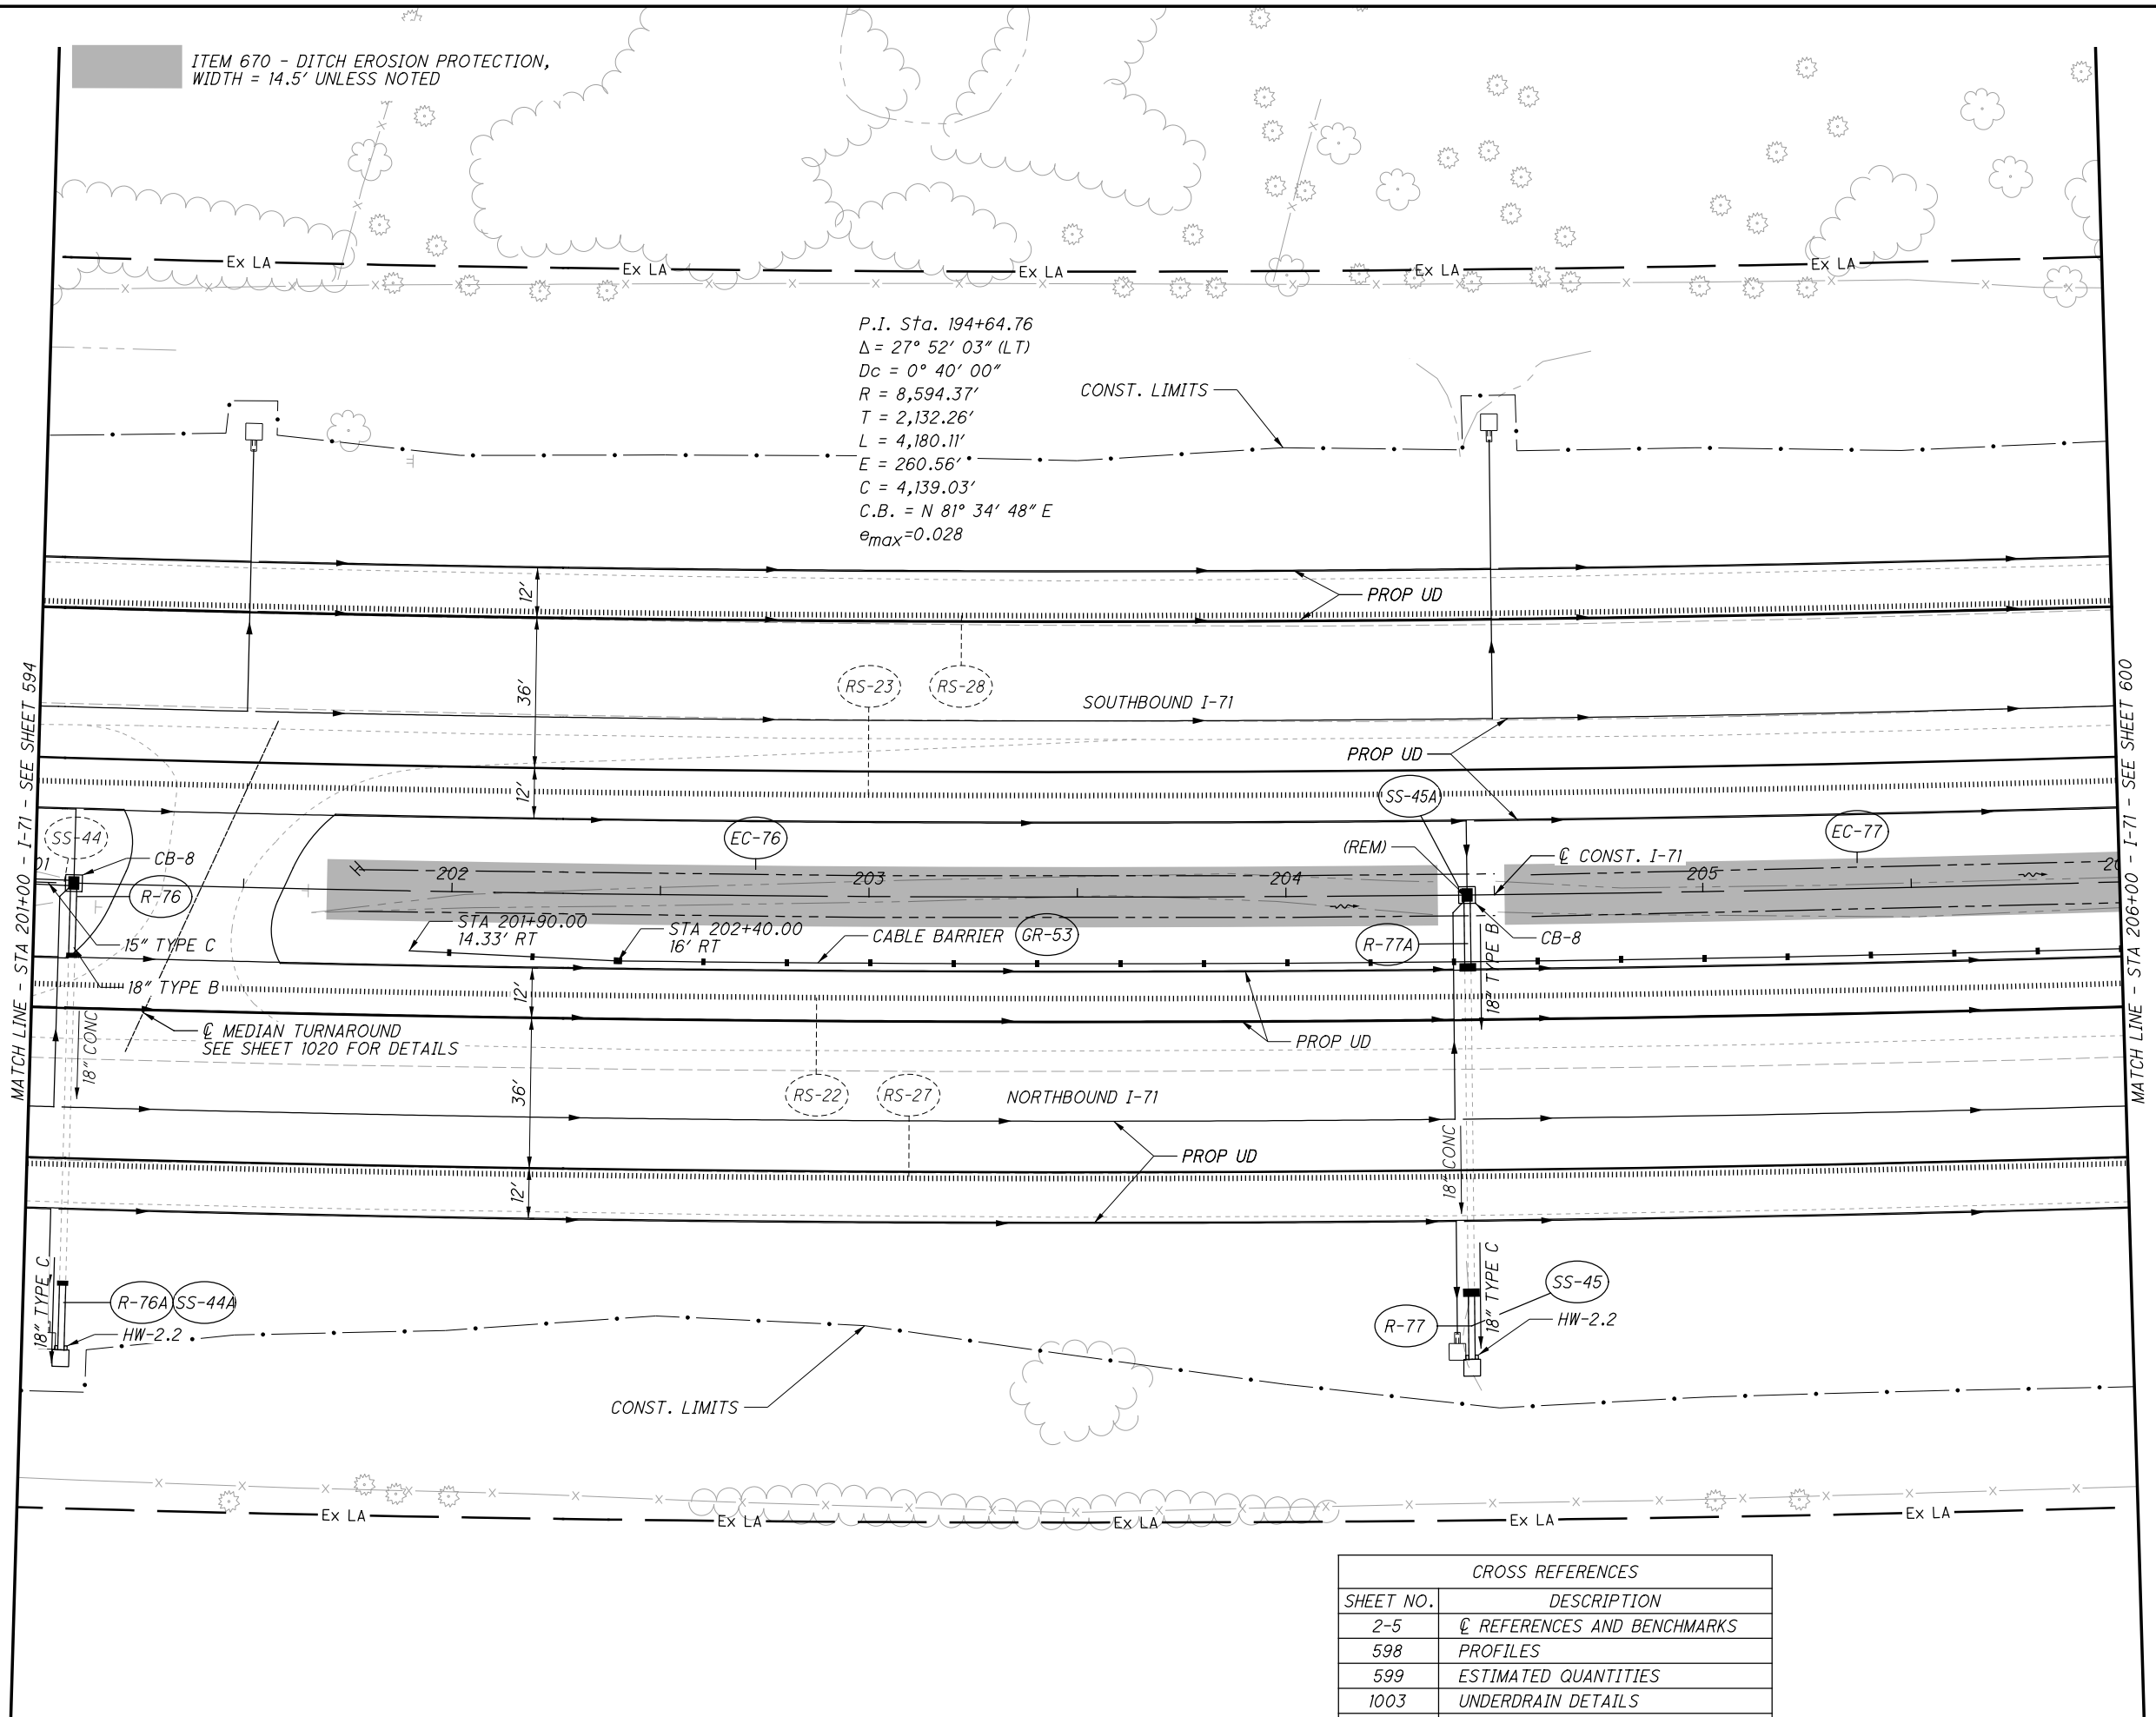 ITEM 670 - DITCH EROSION PROTECTION,
WIDTH = 14.5' UNLESS NOTED
Ex LA
Ex LA
Ex LA
Ex LA
Ex LA
P.I. Sta. 194+64.76
Δ = 27° 52' 03" (LT)
Dc = 0° 40' 00"
R = 8,594.37'
T = 2,132.26'
L = 4,180.11'
E = 260.56'
C = 4,139.03'
C.B. = N 81° 34' 48" E
emax=0.028
CONST. LIMITS
12'
PROP UD
36'
RS-23
RS-28
SOUTHBOUND I-71
PROP UD
12'
MATCH LINE - STA 201+00 - I-71 - SEE SHEET 594
MATCH LINE - STA 206+00 - I-71 - SEE SHEET 600
SS-44
CB-8
R-76
15" TYPE C
18" TYPE B
18" CONC
202
203
204
205
EC-76
SS-45A
(REM)
℄ CONST. I-71
EC-77
STA 201+90.00
14.33' RT
STA 202+40.00
16' RT
CABLE BARRIER
GR-53
R-77A
18" TYPE B
CB-8
12'
℄ MEDIAN TURNAROUND
SEE SHEET 1020 FOR DETAILS
PROP UD
36'
RS-22
RS-27
NORTHBOUND I-71
PROP UD
12'
18" CONC
18" TYPE C
R-76A
SS-44A
HW-2.2
18" TYPE C
SS-45
R-77
HW-2.2
CONST. LIMITS
Ex LA
Ex LA
Ex LA
Ex LA
Ex LA
CROSS REFERENCES
SHEET NO. DESCRIPTION
2-5 ℄ REFERENCES AND BENCHMARKS
598 PROFILES
599 ESTIMATED QUANTITIES
1003 UNDERDRAIN DETAILS